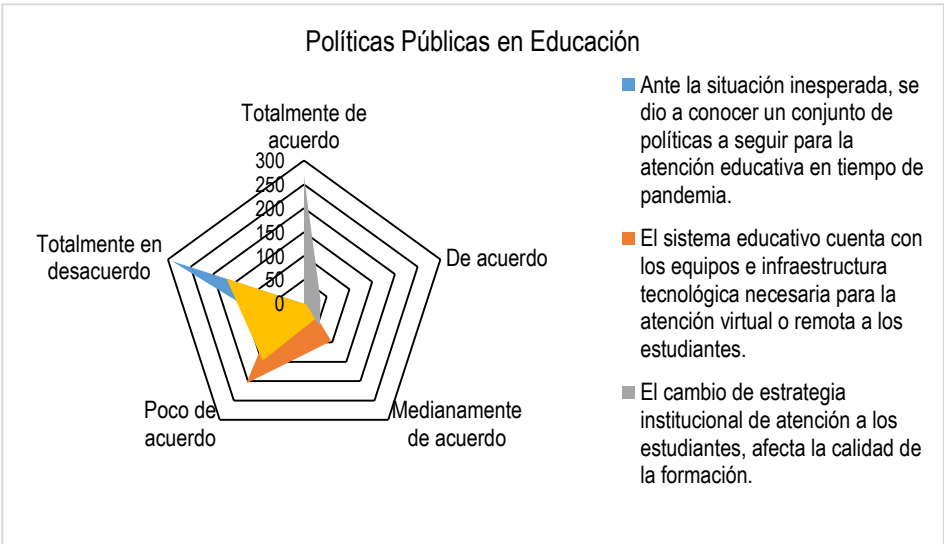 Políticas Públicas en Educación
Totalmente de
acuerdo
300
250
200
150
100
50
0
De acuerdo
Medianamente
de acuerdo
Poco de
acuerdo
Totalmente en
desacuerdo
Ante la situación inesperada, se
dio a conocer un conjunto de
políticas a seguir para la
atención educativa en tiempo de
pandemia.
El sistema educativo cuenta con
los equipos e infraestructura
tecnológica necesaria para la
atención virtual o remota a los
estudiantes.
El cambio de estrategia
institucional de atención a los
estudiantes, afecta la calidad de
la formación.